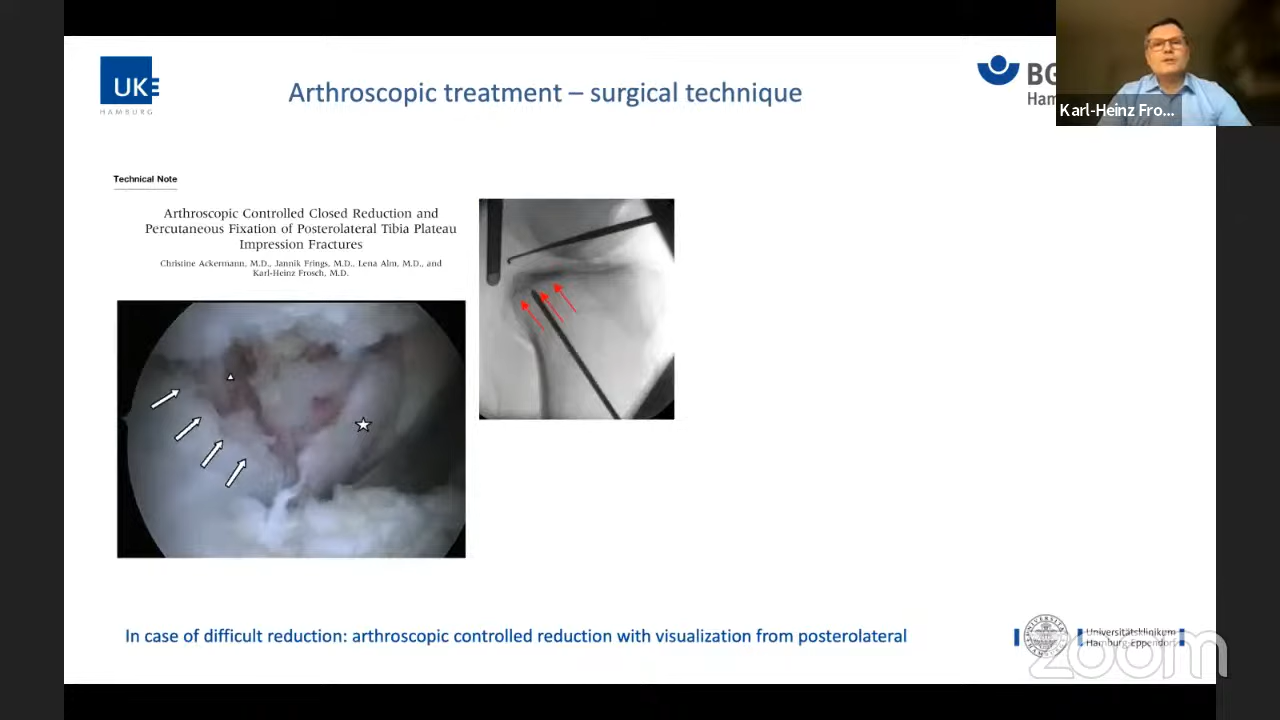 UKE
HAMBURG
Arthroscopic treatment – surgical technique
BG
Ham
Karl-Heinz Fro...
Technical Note
Arthroscopic Controlled Closed Reduction and
Percutaneous Fixation of Posterolateral Tibia Plateau
Impression Fractures
Christine Ackermann, M.D., Jannik Frings, M.D., Lena Alm, M.D., and
Karl-Heinz Frosch, M.D.
In case of difficult reduction: arthroscopic controlled reduction with visualization from posterolateral
Universitätsklinikum
Hamburg-Eppendorf
zoom